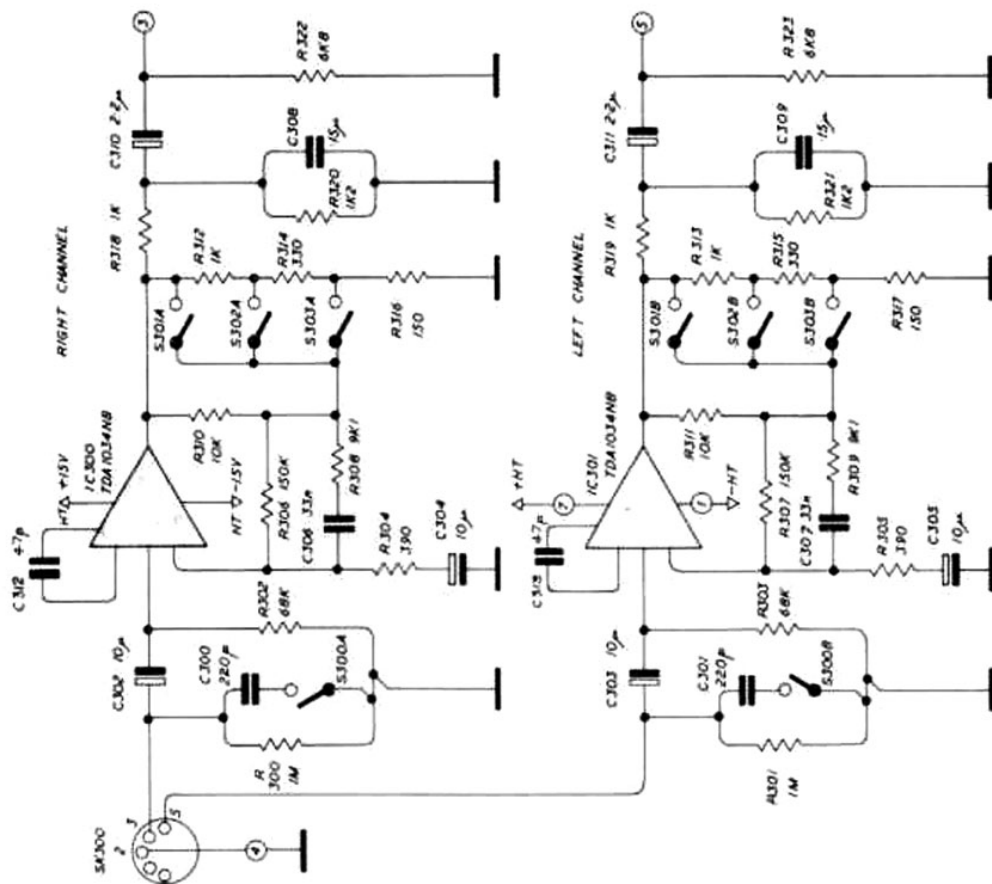 RIGHT CHANNEL
SK300
3
2
5
4
R
300
1M
C302 10µ
C300
220p
S300A
R302
68K
C312
47p
HT +15V
IC300
TDA1034NB
HT -15V
R310
10K
R306 150K
C306 33n
R308 9K1
R304
390
C304
10µ
S301A
S302A
S303A
R312
1K
R314
330
R316
150
R318 1K
C310 2·2µ
C308
·15µ
R320
1K2
R322
6K8
3
LEFT CHANNEL
R301
1M
C303 10µ
C301
220p
S300B
R303
68K
C313
47p
+HT
7
IC301
TDA1034NB
1
-HT
R311
10K
R307 150K
C307 33n
R309 9K1
R305
390
C305
10µ
S301B
S302B
S303B
R313
1K
R315
330
R317
150
R319 1K
C311 2·2µ
C309
·15µ
R321
1K2
R323
6K8
5